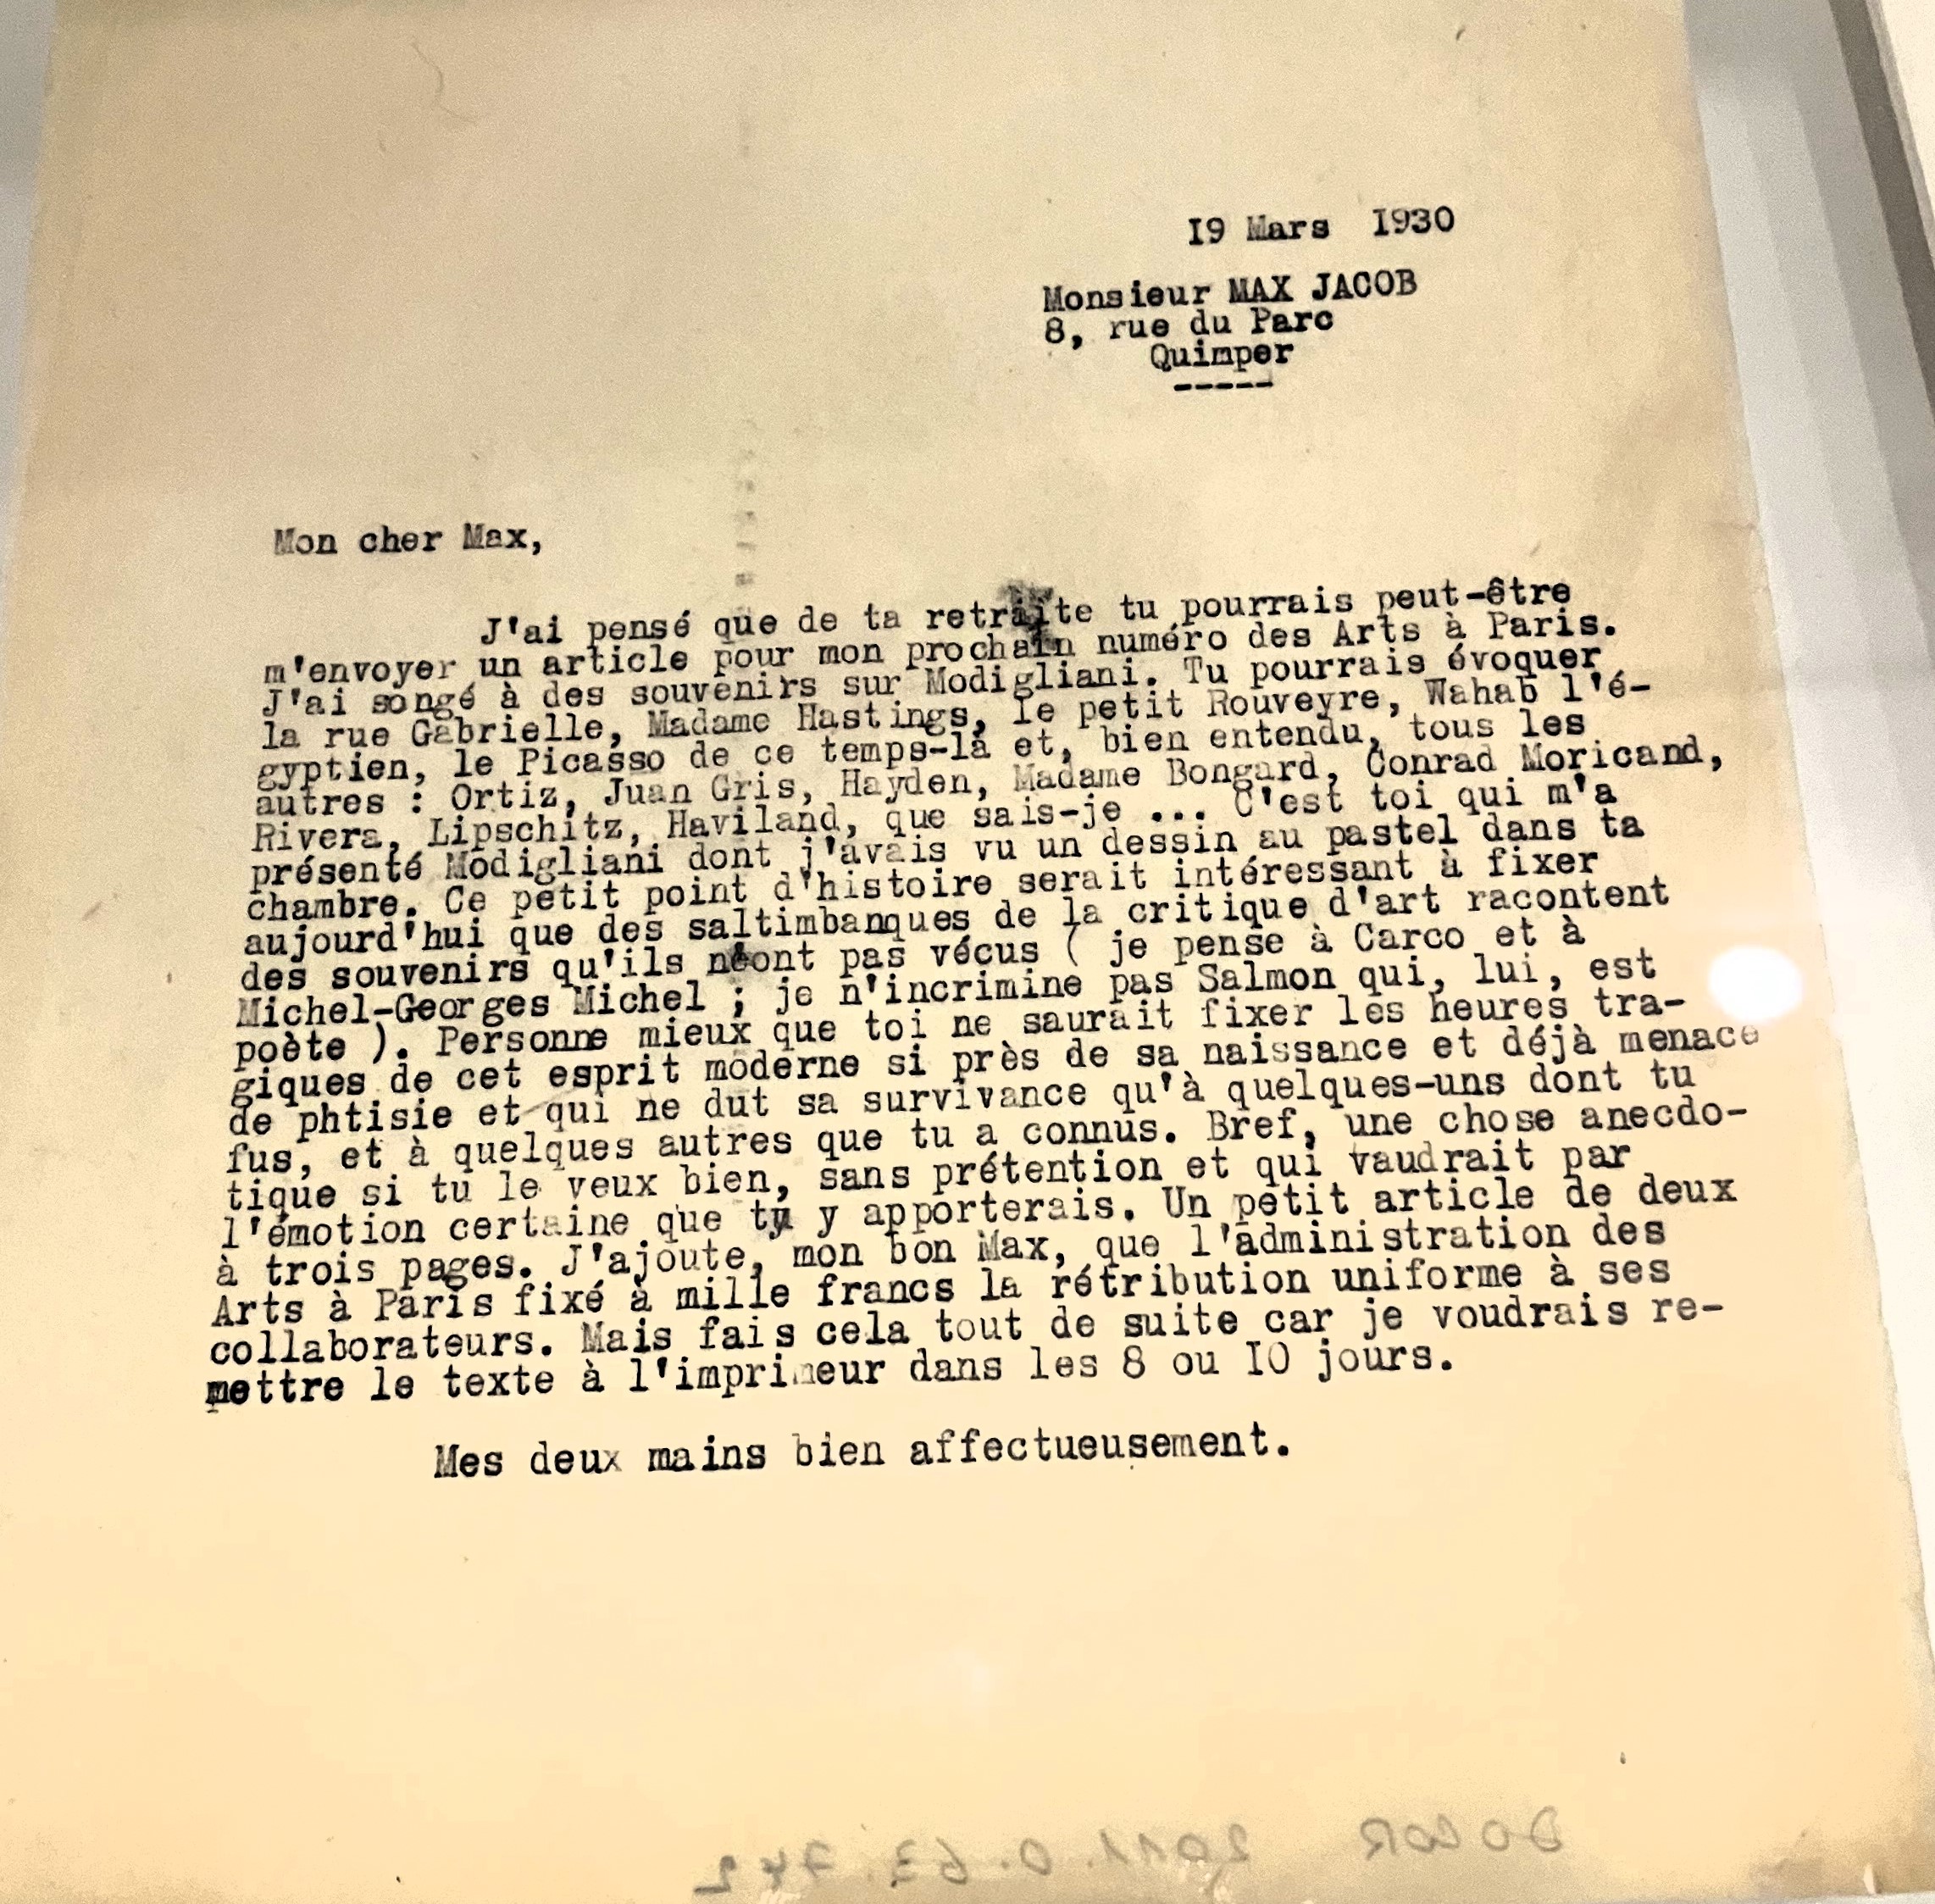 19 Mars 1930
Monsieur MAX JACOB
8, rue du Parc
Quimper
-----
Mon cher Max,
J'ai pensé que de ta retraite tu pourrais peut-être
m'envoyer un article pour mon prochain numéro des Arts à Paris.
J'ai songé à des souvenirs sur Modigliani. Tu pourrais évoquer
la rue Gabrielle, Madame Hastings, le petit Rouveyre, Wahab l'é-
gyptien, le Picasso de ce temps-là et, bien entendu, tous les
autres : Ortiz, Juan Gris, Hayden, Madame Bongard, Conrad Moricand,
Rivera, Lipschitz, Haviland, que sais-je ... C'est toi qui m'a
présenté Modigliani dont j'avais vu un dessin au pastel dans ta
chambre. Ce petit point d'histoire serait intéressant à fixer
aujourd'hui que des saltimbanques de la critique d'art racontent
des souvenirs qu'ils n'ont pas vécus ( je pense à Carco et à
Michel-Georges Michel ; je n'incrimine pas Salmon qui, lui, est
poète ). Personne mieux que toi ne saurait fixer les heures tra-
giques de cet esprit moderne si près de sa naissance et déjà menacé
de phtisie et qui ne dut sa survivance qu'à quelques-uns dont tu
fus, et à quelques autres que tu a connus. Bref, une chose anecdo-
tique si tu le veux bien, sans prétention et qui vaudrait par
l'émotion certaine que tu y apporterais. Un petit article de deux
à trois pages. J'ajoute, mon bon Max, que l'administration des
Arts à Paris fixé à mille francs la rétribution uniforme à ses
collaborateurs. Mais fais cela tout de suite car je voudrais re-
mettre le texte à l'imprimeur dans les 8 ou 10 jours.
Mes deux mains bien affectueusement.
DOCOR 2011.0.63.742